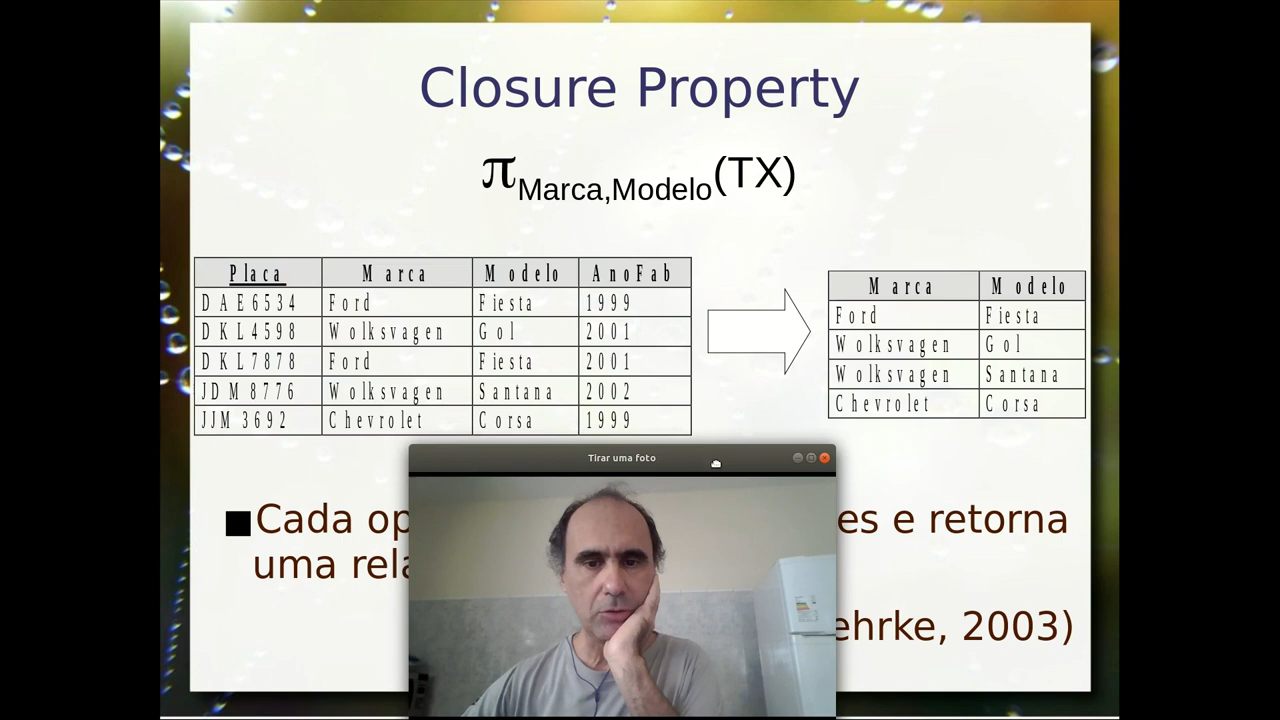 Closure Property
πMarca,Modelo(TX)
Placa Marca Modelo AnoFab
DAE6534 Ford Fiesta 1999
DKL4598 Wolksvagen Gol 2001
DKL7878 Ford Fiesta 2001
JDM8776 Wolksvagen Santana 2002
JJM3692 Chevrolet Corsa 1999
Marca Modelo
Ford Fiesta
Wolksvagen Gol
Wolksvagen Santana
Chevrolet Corsa
Tirar uma foto
Cada op es e retorna
uma rela
ehrke, 2003)